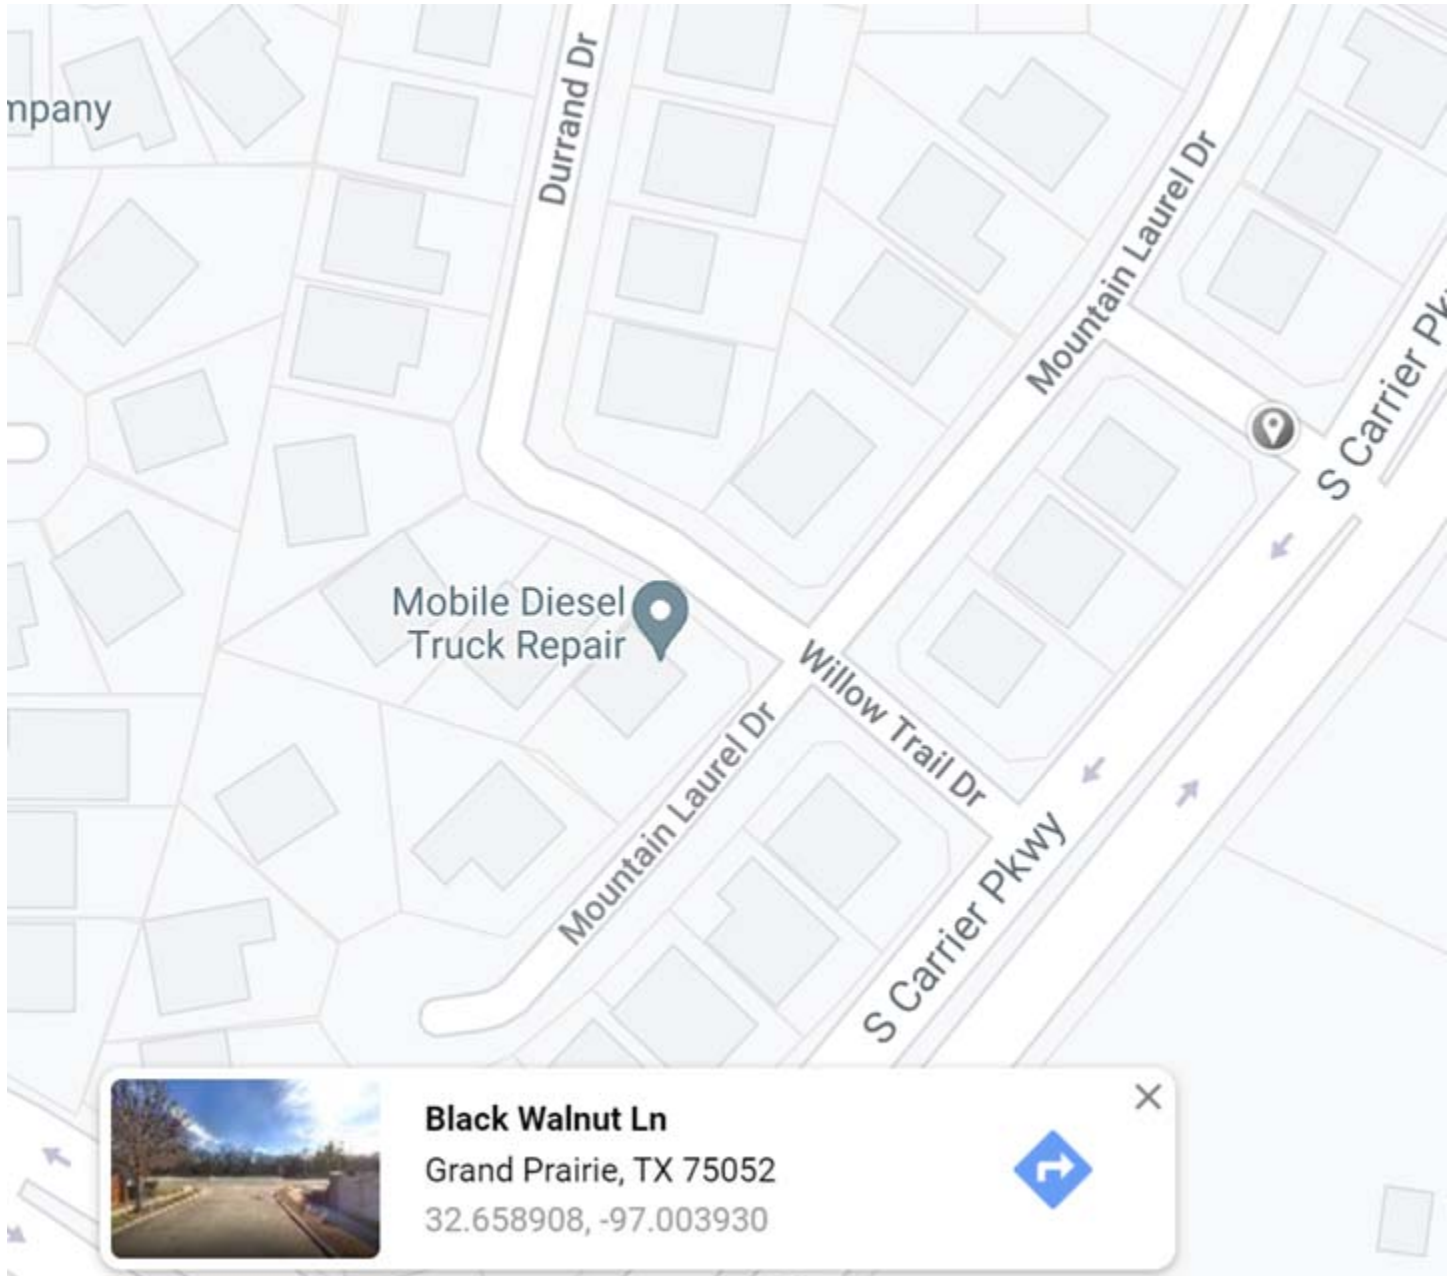 mpany
Durrand Dr
Mountain Laurel Dr
S Carrier Pkw
Mobile Diesel
Truck Repair
Willow Trail Dr
Mountain Laurel Dr
S Carrier Pkwy
Black Walnut Ln
Grand Prairie, TX 75052
32.658908, -97.003930